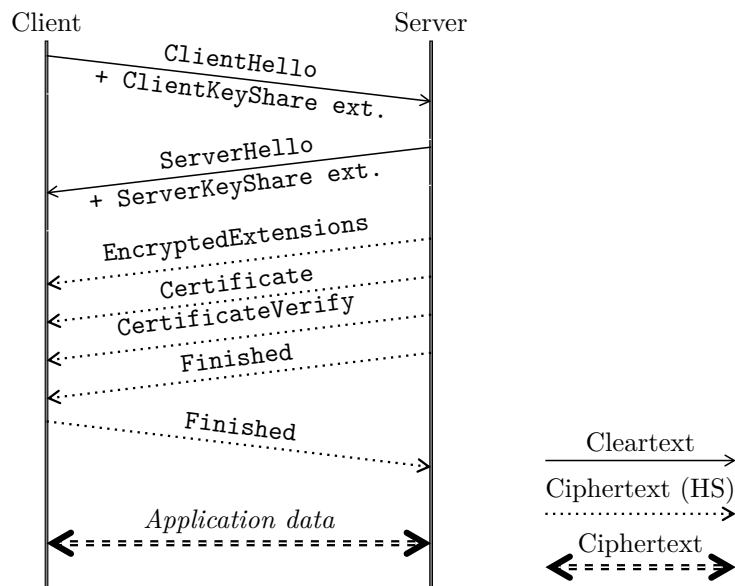 Client
Server
ClientHello
+ ClientKeyShare ext.
ServerHello
+ ServerKeyShare ext.
EncryptedExtensions
Certificate
CertificateVerify
Finished
Finished
Application data
Cleartext
Ciphertext (HS)
Ciphertext